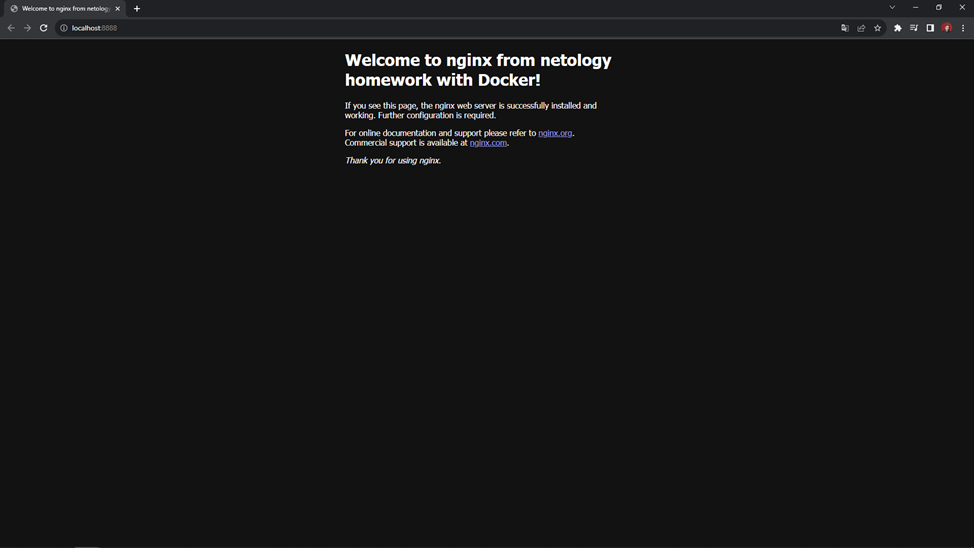 Welcome to nginx from netology
localhost:8888
Welcome to nginx from netology
homework with Docker!
If you see this page, the nginx web server is successfully installed and
working. Further configuration is required.
For online documentation and support please refer to nginx.org.
Commercial support is available at nginx.com.
Thank you for using nginx.